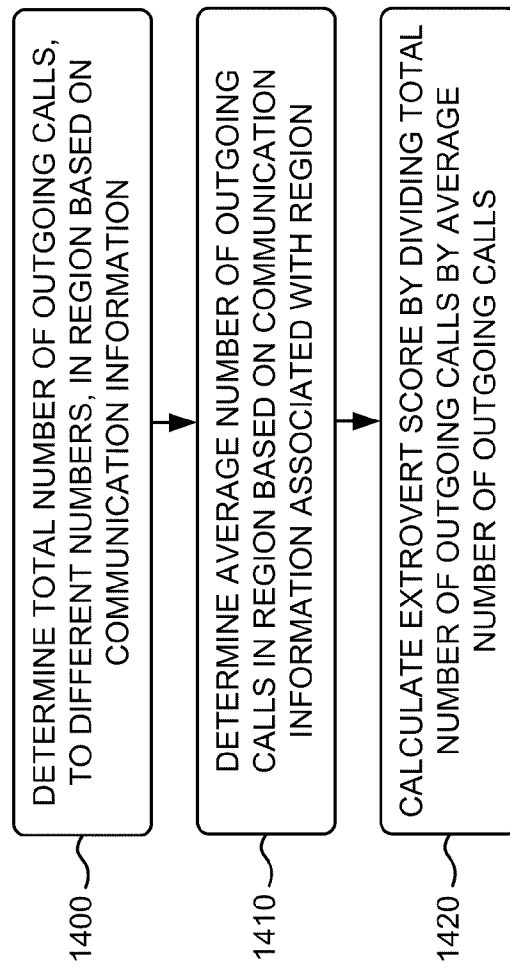 1400
DETERMINE TOTAL NUMBER OF OUTGOING CALLS,
TO DIFFERENT NUMBERS, IN REGION BASED ON
COMMUNICATION INFORMATION
1410
DETERMINE AVERAGE NUMBER OF OUTGOING
CALLS IN REGION BASED ON COMMUNICATION
INFORMATION ASSOCIATED WITH REGION
1420
CALCULATE EXTROVERT SCORE BY DIVIDING TOTAL
NUMBER OF OUTGOING CALLS BY AVERAGE
NUMBER OF OUTGOING CALLS